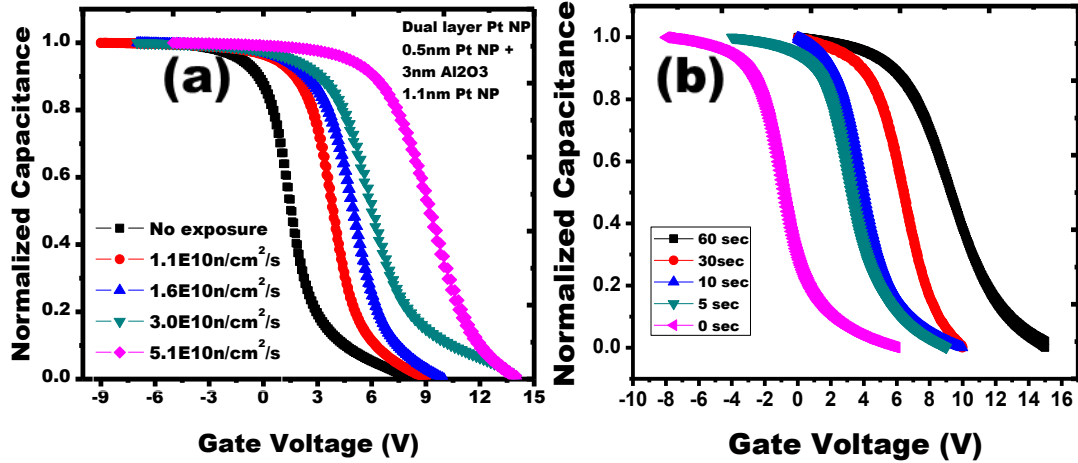 Normalized Capacitance
1.0
0.8
0.6
0.4
0.2
0.0
(a)
Dual layer Pt NP
0.5nm Pt NP +
3nm Al2O3
1.1nm Pt NP
No exposure
1.1E10n/cm²/s
1.6E10n/cm²/s
3.0E10n/cm²/s
5.1E10n/cm²/s
-9 -6 -3 0 3 6 9 12 15
Gate Voltage (V)
Normalized Capacitance
1.0
0.8
0.6
0.4
0.2
0.0
(b)
60 sec
30sec
10 sec
5 sec
0 sec
-10 -8 -6 -4 -2 0 2 4 6 8 10 12 14 16
Gate Voltage (V)